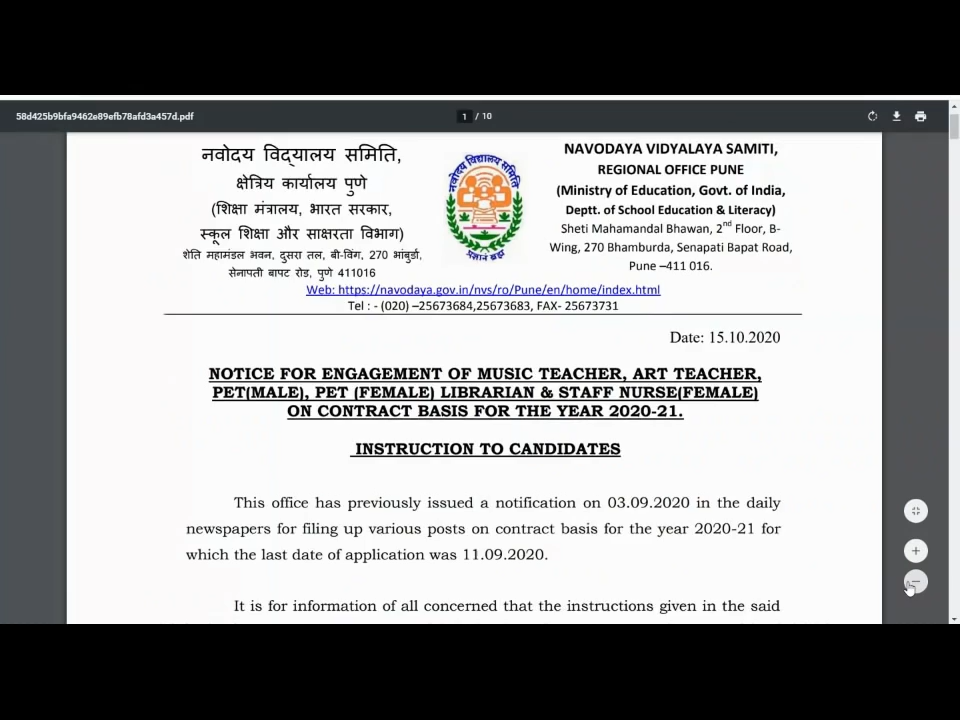 58d425b9bfa9462e89efb78afd3a457d.pdf
1 / 10
नवोदय विद्यालय समिति,
क्षेत्रिय कार्यालय पुणे
(शिक्षा मंत्रालय, भारत सरकार,
स्कूल शिक्षा और साक्षरता विभाग)
शेति महामंडल भवन, दुसरा तल, बी-विंग, 270 भांबुर्डा,
सेनापती बापट रोड, पुणे 411016
नवोदय विद्यालय समिति
प्रज्ञानं ब्रह्म
NAVODAYA VIDYALAYA SAMITI,
REGIONAL OFFICE PUNE
(Ministry of Education, Govt. of India,
Deptt. of School Education & Literacy)
Sheti Mahamandal Bhawan, 2nd Floor, B-
Wing, 270 Bhamburda, Senapati Bapat Road,
Pune –411 016.
Web: https://navodaya.gov.in/nvs/ro/Pune/en/home/index.html
Tel : - (020) –25673684,25673683, FAX- 25673731
Date: 15.10.2020
NOTICE FOR ENGAGEMENT OF MUSIC TEACHER, ART TEACHER,
PET(MALE), PET (FEMALE) LIBRARIAN & STAFF NURSE(FEMALE)
ON CONTRACT BASIS FOR THE YEAR 2020-21.
INSTRUCTION TO CANDIDATES
This office has previously issued a notification on 03.09.2020 in the daily
newspapers for filing up various posts on contract basis for the year 2020-21 for
which the last date of application was 11.09.2020.
It is for information of all concerned that the instructions given in the said